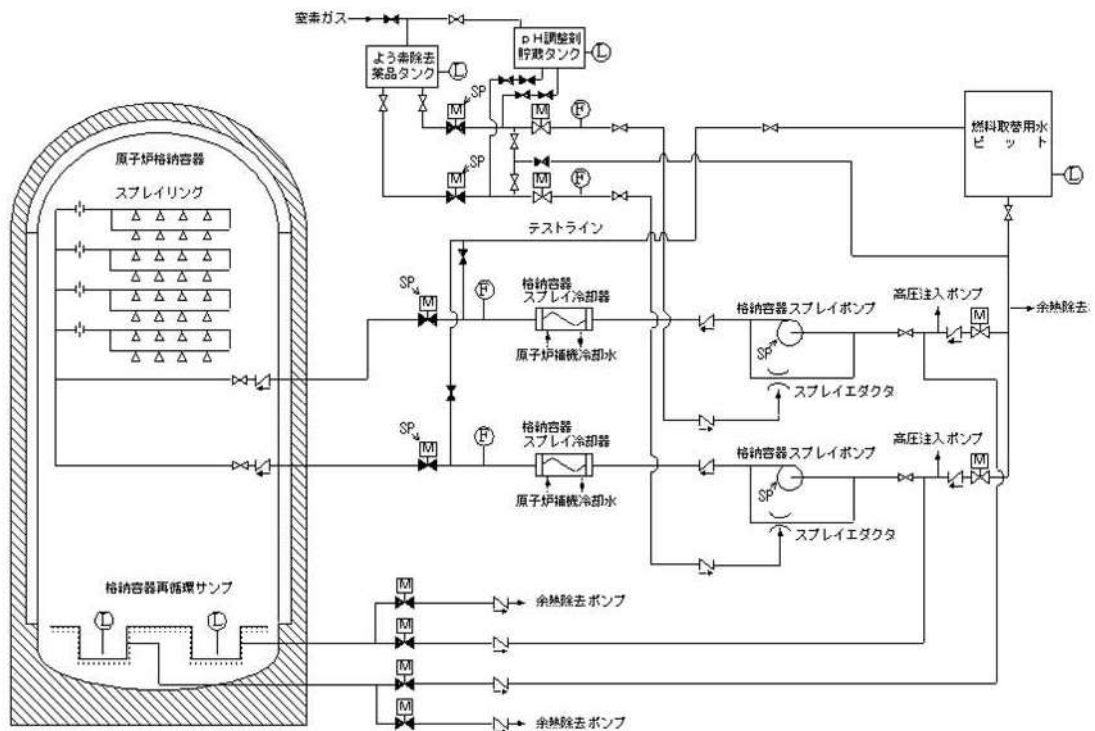 窒素ガス
よう素除去
薬品タンク
L
pH調整剤
貯蔵タンク
L
SP
M
M
F
SP
M
M
F
燃料取替用水
ピット
L
原子炉格納容器
スプレイリング
テストライン
SP
M
F
格納容器
スプレイ冷却器
原子炉補機冷却水
格納容器スプレイポンプ
SP
スプレイエダクタ
高圧注入ポンプ
M
余熱除去
SP
M
F
格納容器
スプレイ冷却器
原子炉補機冷却水
格納容器スプレイポンプ
SP
スプレイエダクタ
高圧注入ポンプ
M
格納容器再循環サンプ
L
L
M
余熱除去ポンプ
M
M
M
余熱除去ポンプ